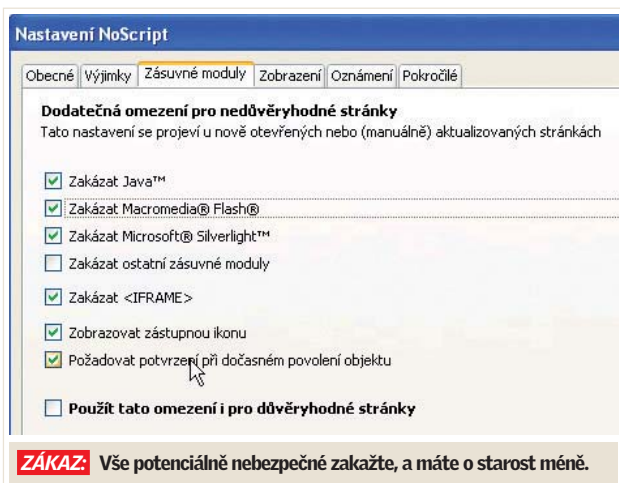 Nastavení NoScript
Obecné Výjimky Zásuvné moduly Zobrazení Oznámení Pokročilé
Dodatečná omezení pro nedůvěryhodné stránky
Tato nastavení se projeví u nově otevřených nebo (manuálně) aktualizovaných stránkách
Zakázat Java™
Zakázat Macromedia® Flash®
Zakázat Microsoft® Silverlight™
Zakázat ostatní zásuvné moduly
Zakázat <IFRAME>
Zobrazovat zástupnou ikonu
Požadovat potvrzení při dočasném povolení objektu
Použít tato omezení i pro důvěryhodné stránky
ZÁKAZ: Vše potenciálně nebezpečné zakažte, a máte o starost méně.